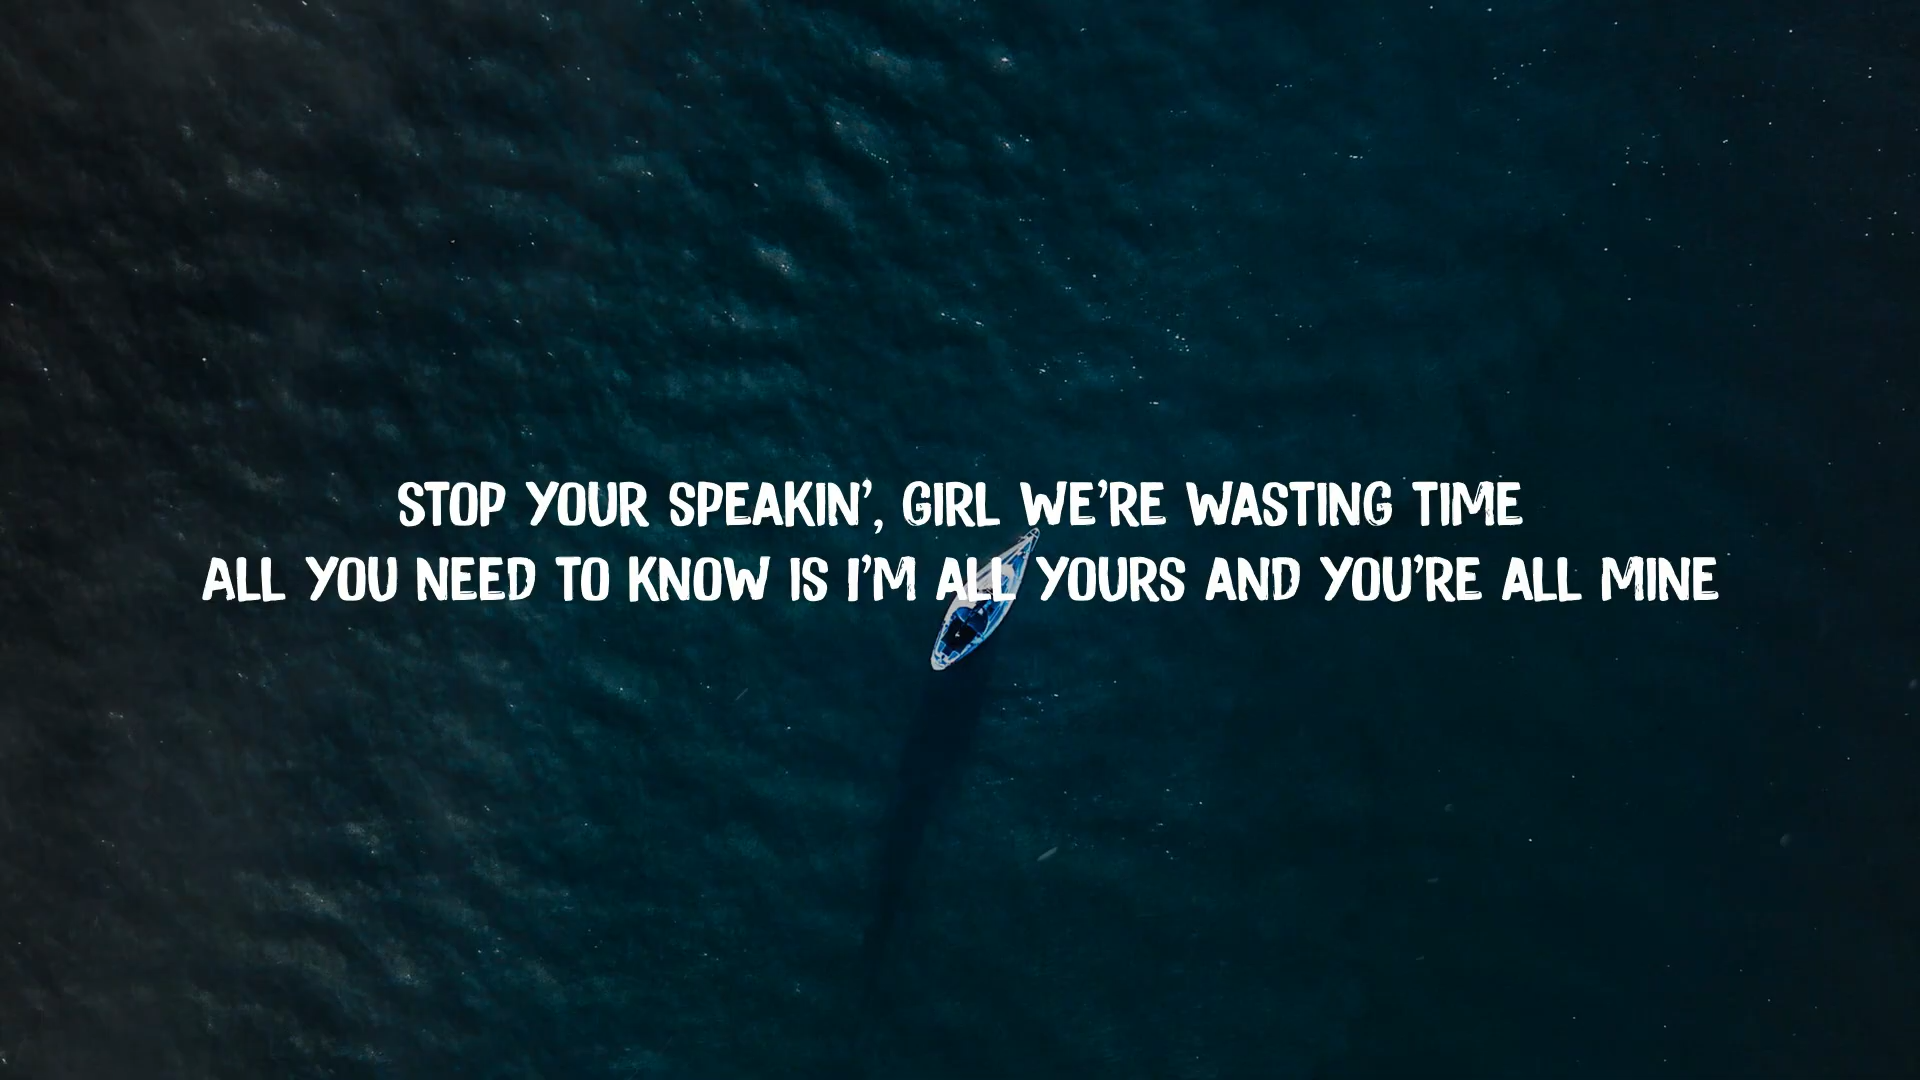 STOP YOUR SPEAKIN', GIRL WE'RE WASTING TIME
ALL YOU NEED TO KNOW IS I'M ALL YOURS AND YOU'RE ALL MINE